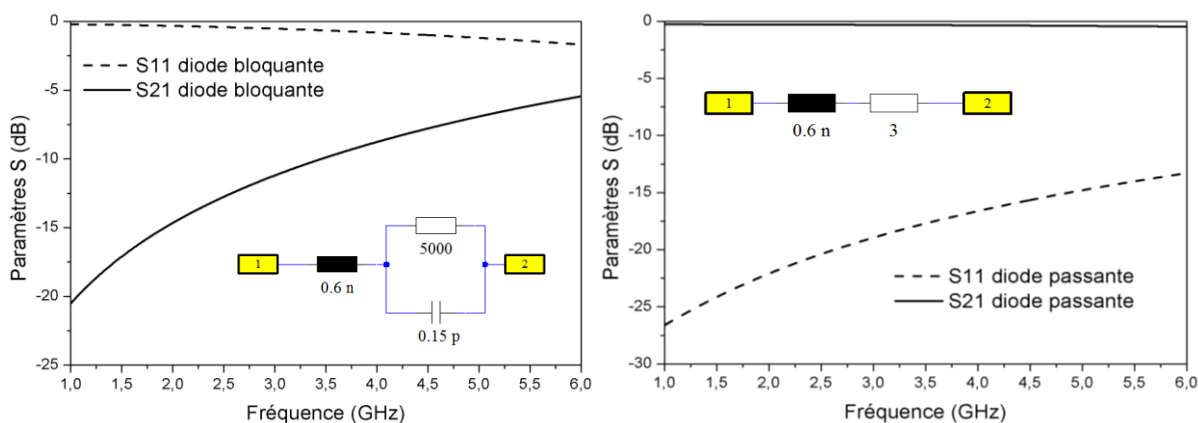 Paramètres S (dB)
0
-5
-10
-15
-20
-25
S11 diode bloquante
S21 diode bloquante
1
0.6 n
5000
0.15 p
2
1,0 1,5 2,0 2,5 3,0 3,5 4,0 4,5 5,0 5,5 6,0
Fréquence (GHz)
Paramètres S (dB)
0
-5
-10
-15
-20
-25
-30
1
0.6 n
3
2
S11 diode passante
S21 diode passante
1,0 1,5 2,0 2,5 3,0 3,5 4,0 4,5 5,0 5,5 6,0
Fréquence (GHz)